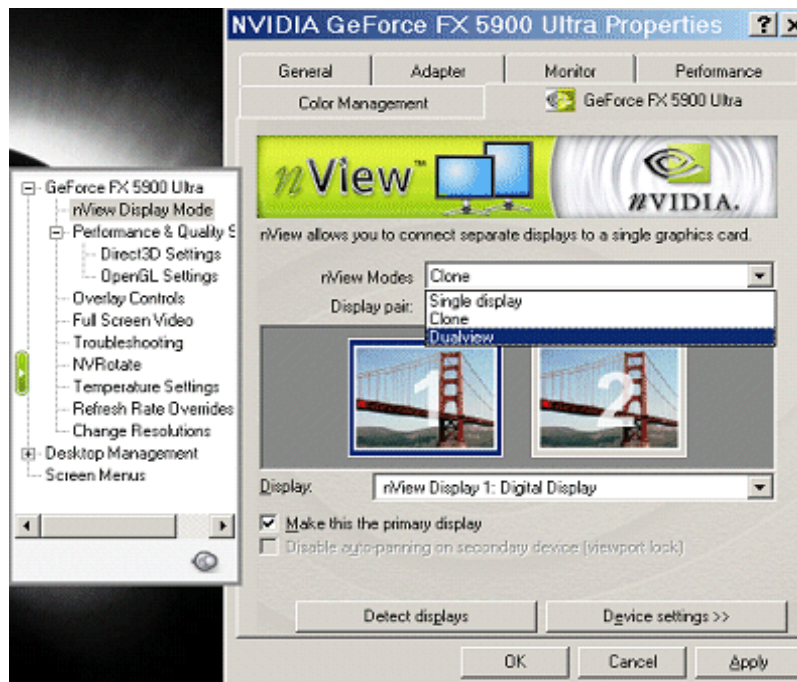 NVIDIA GeForce FX 5900 Ultra Properties
General
Adapter
Monitor
Performance
Color Management
GeForce FX 5900 Ultra
nView™
nVIDIA.
nView allows you to connect separate displays to a single graphics card.
nView Modes
Clone
Single display
Clone
Dualview
Display pair:
1
2
Display:
nView Display 1: Digital Display
Make this the primary display
Disable auto-panning on secondary device (viewport lock)
Detect displays
Device settings >>
OK
Cancel
Apply
GeForce FX 5900 Ultra
nView Display Mode
Performance & Quality S
Direct3D Settings
OpenGL Settings
Overlay Controls
Full Screen Video
Troubleshooting
NVRotate
Temperature Settings
Refresh Rate Overrides
Change Resolutions
Desktop Management
Screen Menus